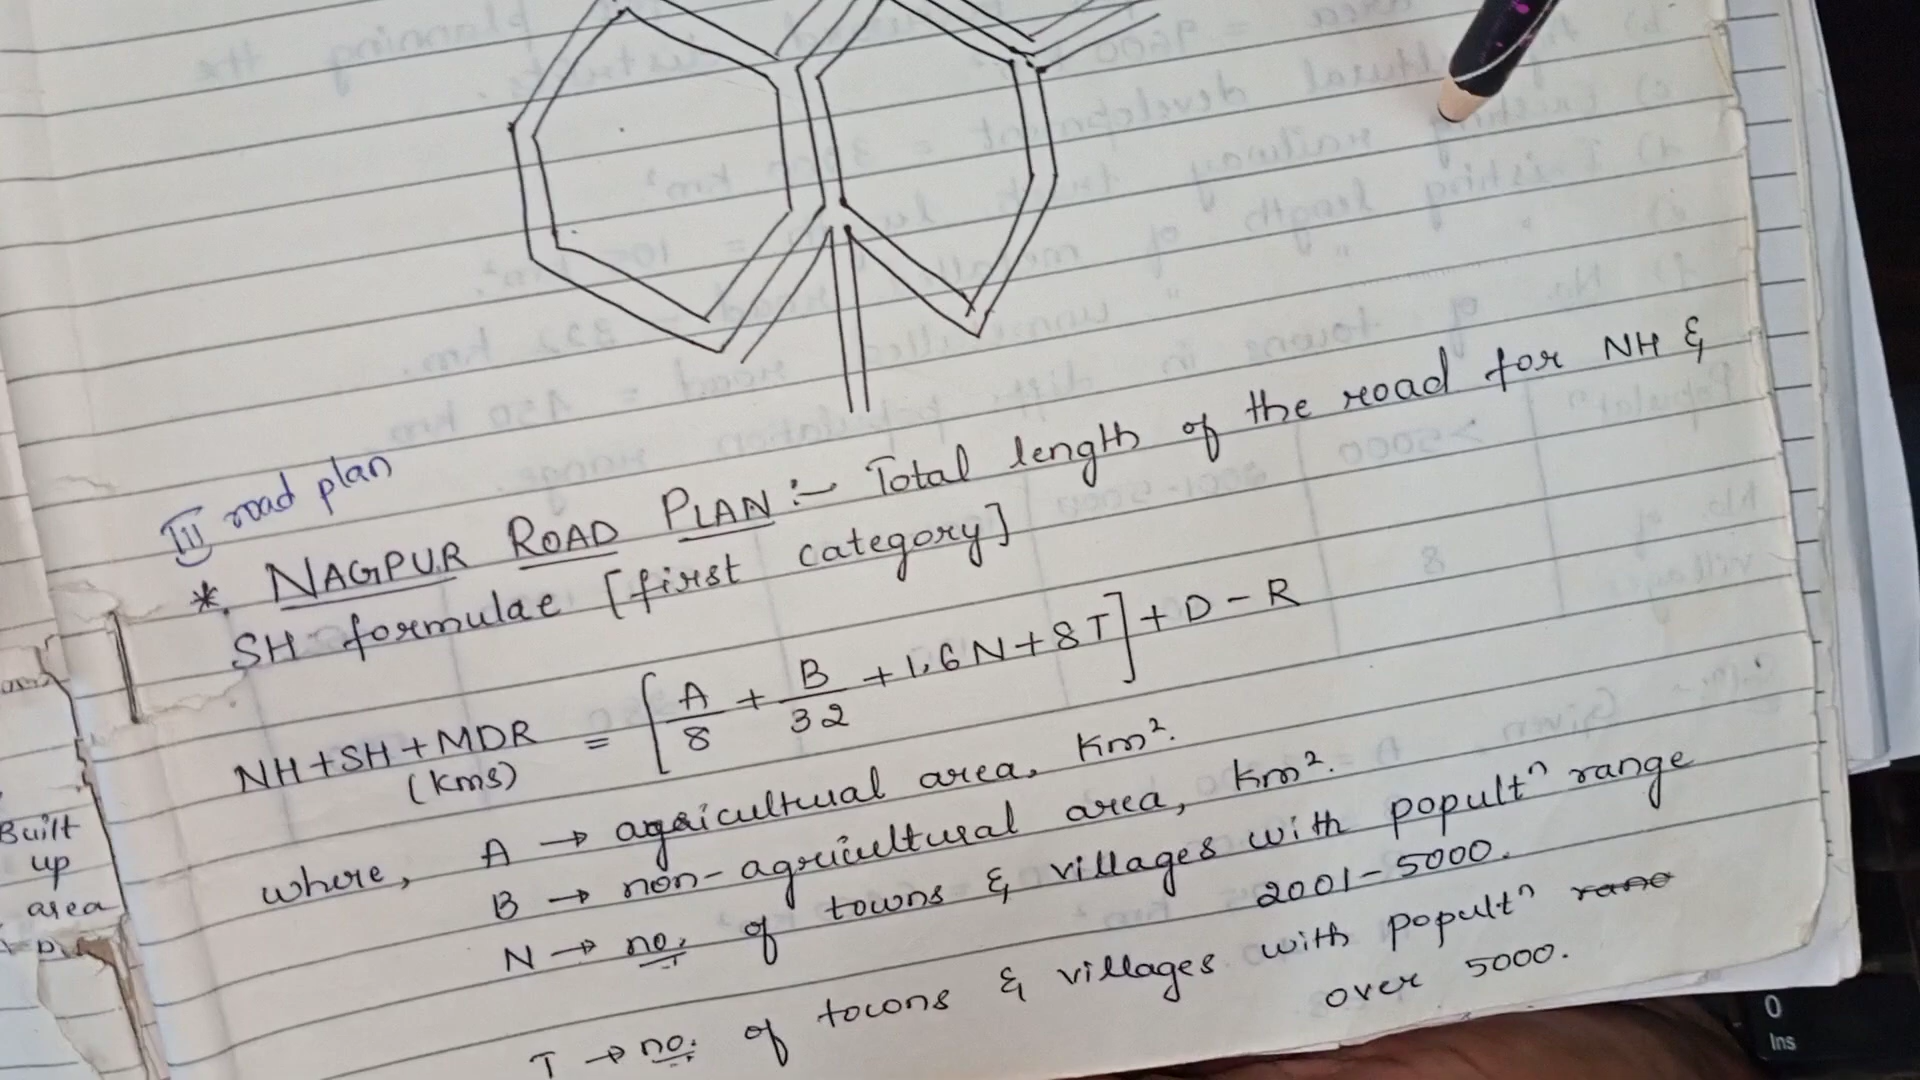 III road plan
* NAGPUR ROAD PLAN :- Total length of the road for NH &
SH formulae [first category]
NH+SH+MDR (kms) = [A/8 + B/32 + 1.6N + 8T] + D - R
where, A → agricultural area, Km².
B → non-agricultural area, km².
N → no. of towns & villages with popultⁿ range
2001-5000.
T → no. of towns & villages with popultⁿ
over 5000.
Built
up
area
0
Ins